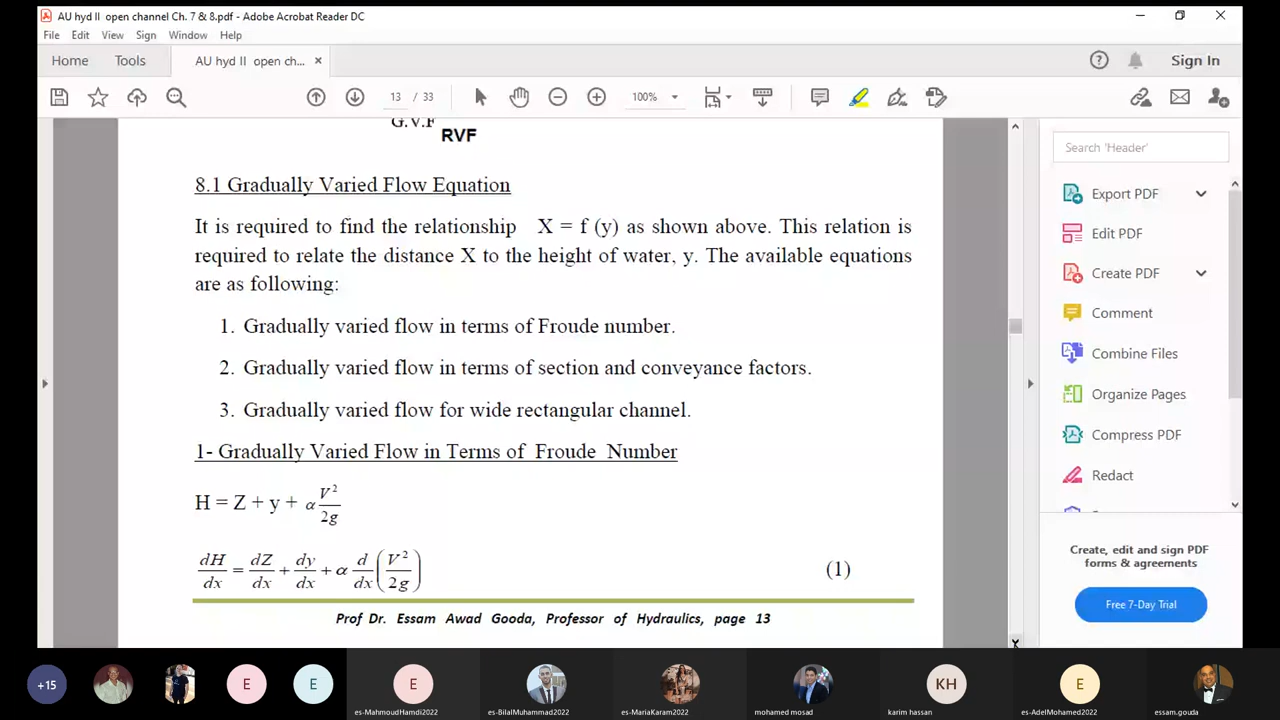 AU hyd II open channel Ch. 7 & 8.pdf - Adobe Acrobat Reader DC
File Edit View Sign Window Help
Home Tools AU hyd II open ch... × Sign In
13 / 33 100%
G.V.F RVF
8.1 Gradually Varied Flow Equation
It is required to find the relationship X = f (y) as shown above. This relation is
required to relate the distance X to the height of water, y. The available equations
are as following:
1. Gradually varied flow in terms of Froude number.
2. Gradually varied flow in terms of section and conveyance factors.
3. Gradually varied flow for wide rectangular channel.
1- Gradually Varied Flow in Terms of Froude Number
H = Z + y + α V²/2g
dH/dx = dZ/dx + dy/dx + α d/dx (V²/2g) (1)
Prof Dr. Essam Awad Gooda, Professor of Hydraulics, page 13
Search 'Header'
Export PDF
Edit PDF
Create PDF
Comment
Combine Files
Organize Pages
Compress PDF
Redact
Create, edit and sign PDF
forms & agreements
Free 7-Day Trial
+15 E E E KH E
es-MahmoudHamdi2022 es-BilalMuhammad2022 es-MariaKaram2022 mohamed mosad karim hassan es-AdelMohamed2022 essam.gouda